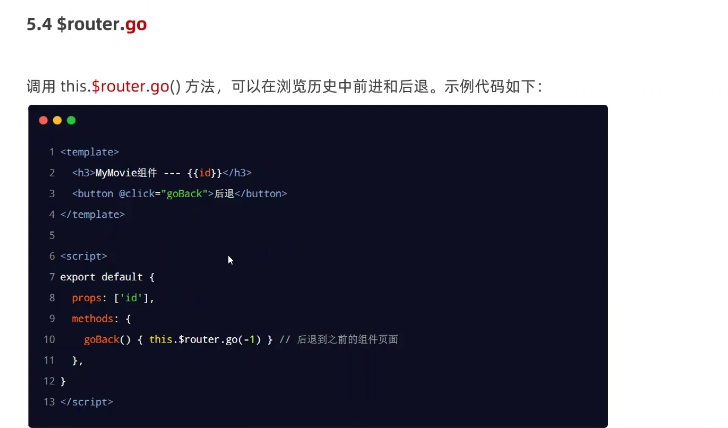 5.4 $router.go
调用 this.$router.go() 方法，可以在浏览历史中前进和后退。示例代码如下：
1 <template>
2   <h3>MyMovie组件 --- {{id}}</h3>
3   <button @click="goBack">后退</button>
4 </template>
5
6 <script>
7 export default {
8   props: ['id'],
9   methods: {
10     goBack() { this.$router.go(-1) } // 后退到之前的组件页面
11   },
12 }
13 </script>